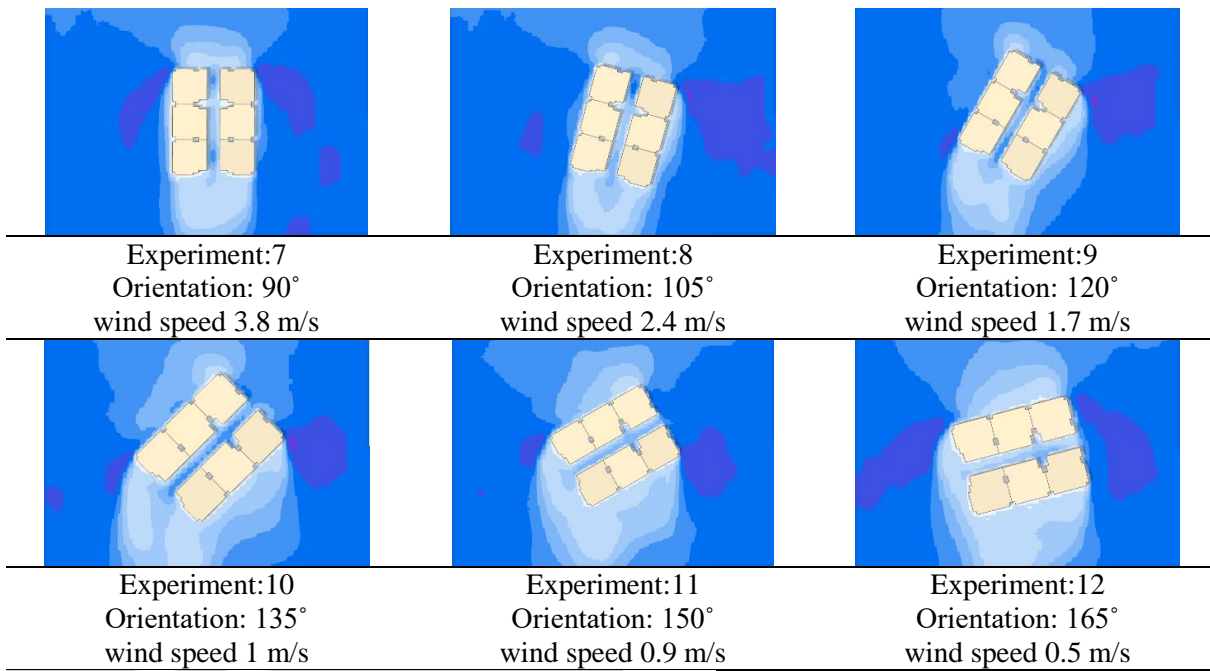 Experiment:7
Orientation: 90˚
wind speed 3.8 m/s
Experiment:8
Orientation: 105˚
wind speed 2.4 m/s
Experiment:9
Orientation: 120˚
wind speed 1.7 m/s
Experiment:10
Orientation: 135˚
wind speed 1 m/s
Experiment:11
Orientation: 150˚
wind speed 0.9 m/s
Experiment:12
Orientation: 165˚
wind speed 0.5 m/s